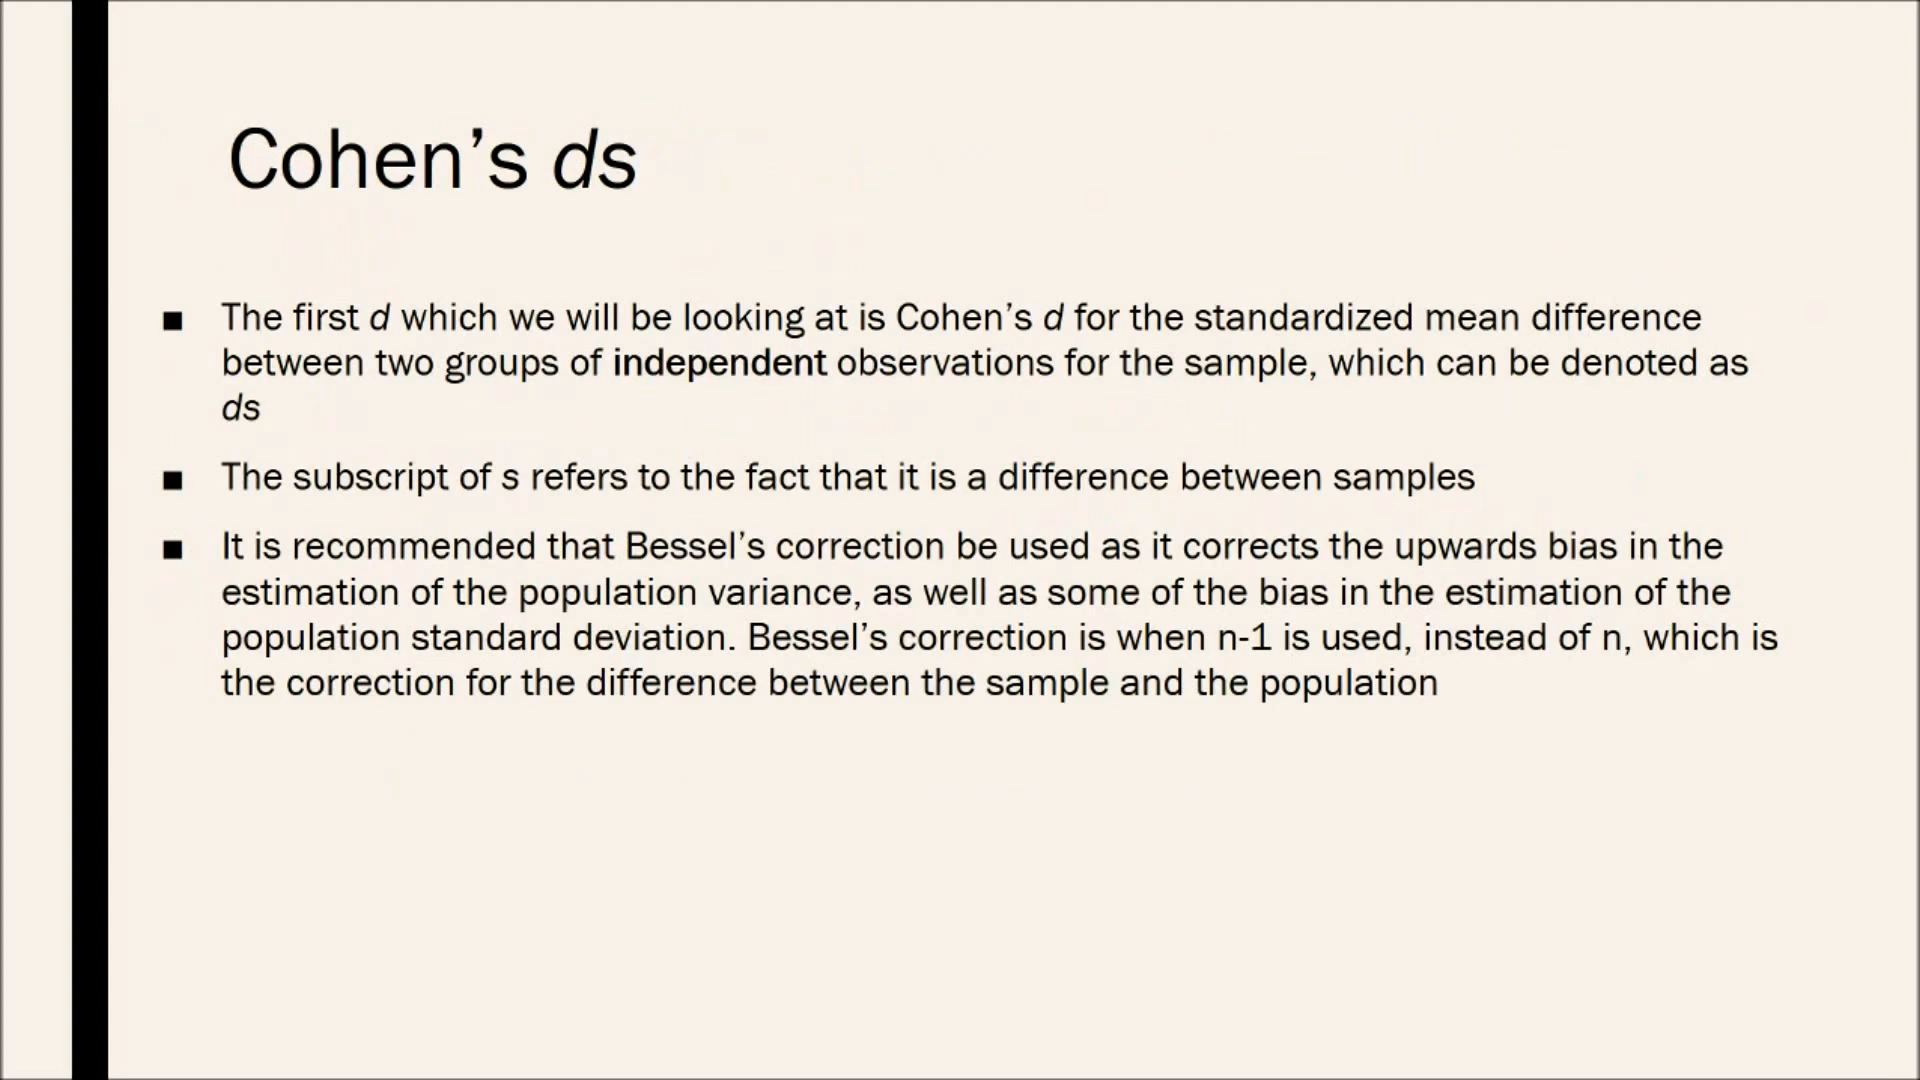 Cohen’s ds
■ The first d which we will be looking at is Cohen’s d for the standardized mean difference
between two groups of independent observations for the sample, which can be denoted as
ds
■ The subscript of s refers to the fact that it is a difference between samples
■ It is recommended that Bessel’s correction be used as it corrects the upwards bias in the
estimation of the population variance, as well as some of the bias in the estimation of the
population standard deviation. Bessel’s correction is when n-1 is used, instead of n, which is
the correction for the difference between the sample and the population